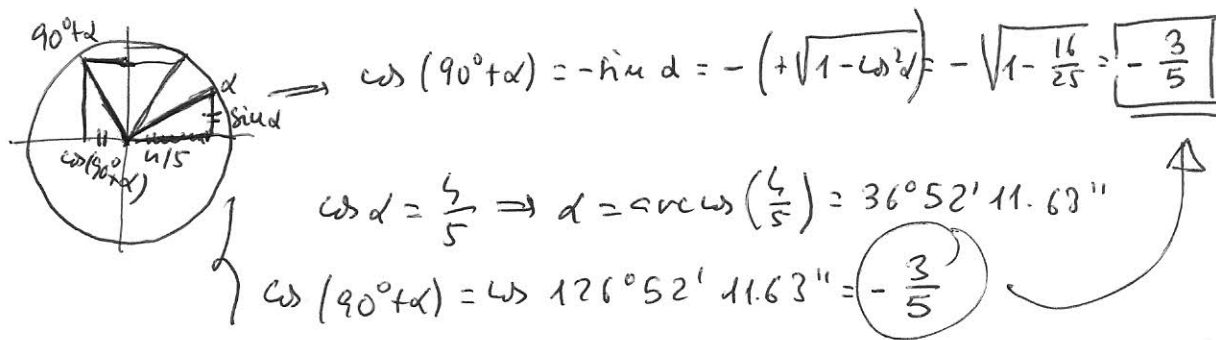 90°+α
α
= sin α
cos(90°+α)
4/5
⟹ cos (90°+α) = -sin α = - (+√(1-cos²α)) = - √(1 - 16/25) = - 3/5
cos α = 4/5 ⟹ α = arccos (4/5) = 36° 52' 11.63"
cos (90°+α) = cos 126° 52' 11.63" = - 3/5